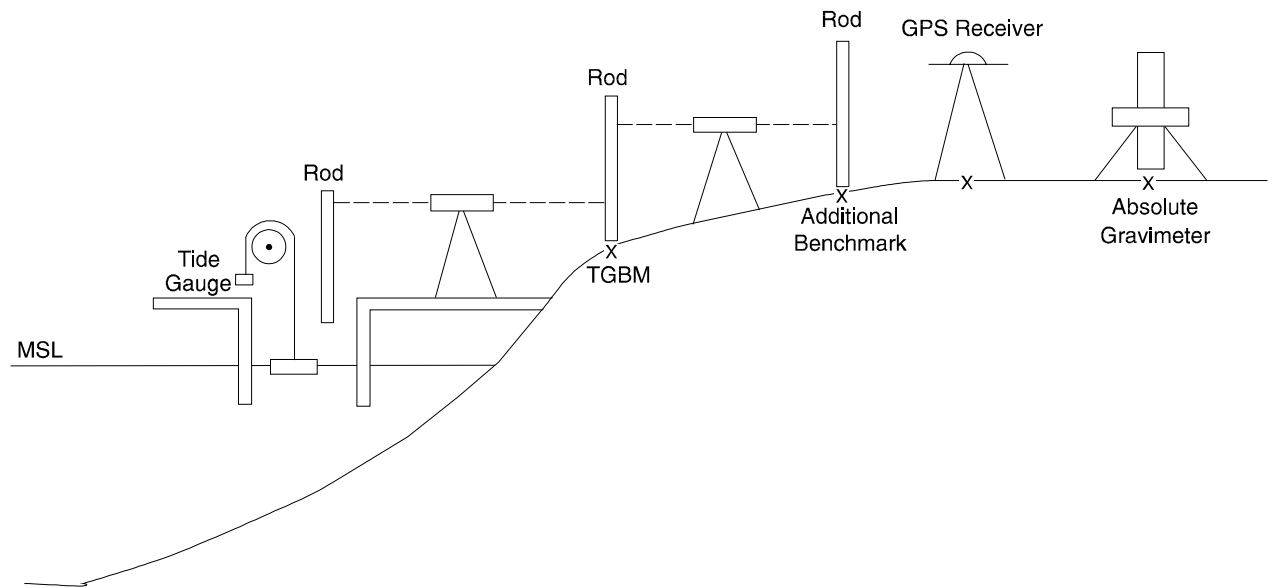 Rod
GPS Receiver
Rod
Rod
Tide
Gauge
MSL
X
TGBM
X
Additional
Benchmark
X
X
Absolute
Gravimeter